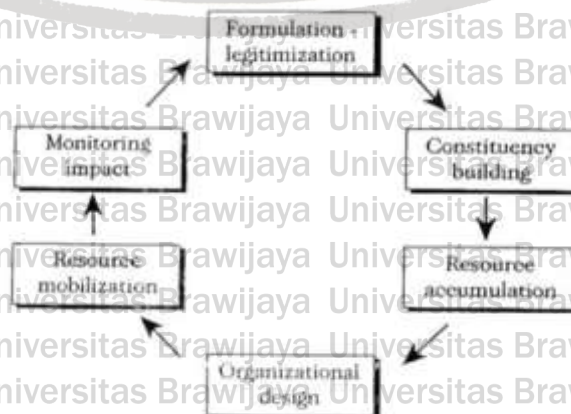 Formulation -
legitimization
Constituency
building
Resource
accumulation
Organizational
design
Resource
mobilization
Monitoring
impact
Universitas Brawijaya